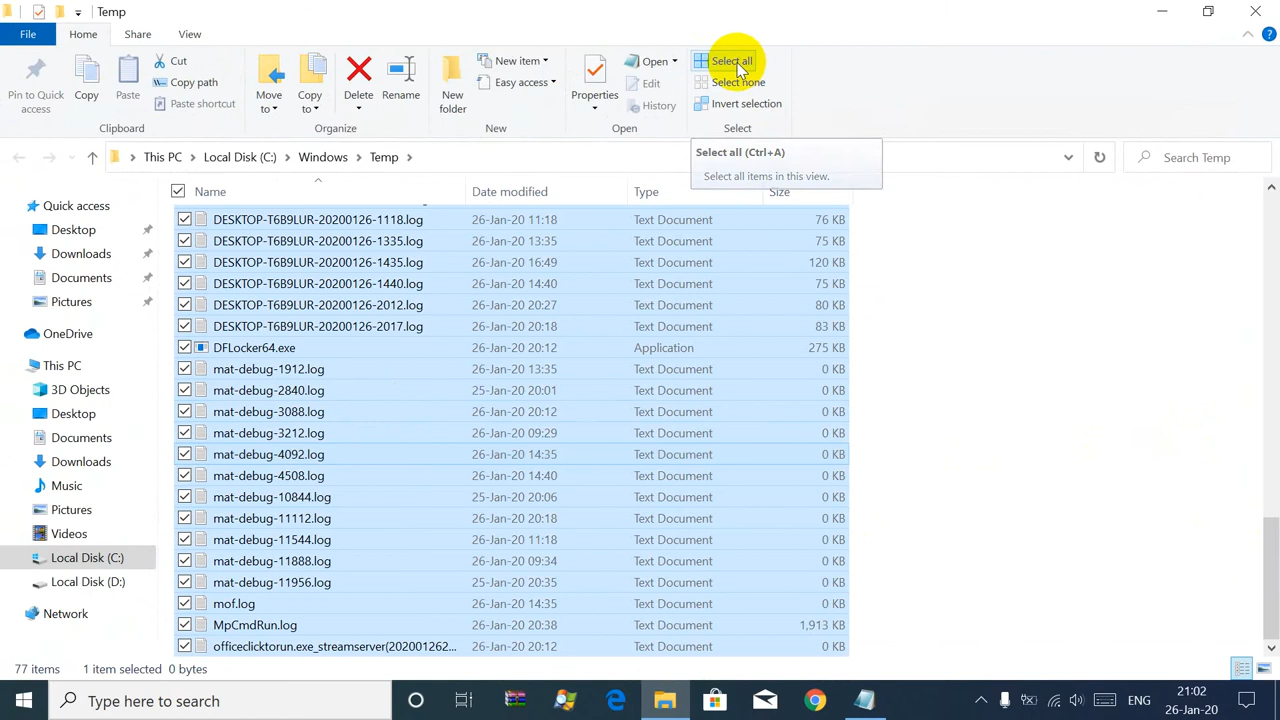 Temp
File Home Share View
Pin to Quick access
Copy
Paste
Cut
Copy path
Paste shortcut
Clipboard
Move to
Copy to
Delete
Rename
Organize
New folder
New item
Easy access
New
Properties
Open
Edit
History
Open
Select all
Select none
Invert selection
Select
This PC > Local Disk (C:) > Windows > Temp >
Search Temp
Select all (Ctrl+A)
Select all items in this view.
Quick access
Desktop
Downloads
Documents
Pictures
OneDrive
This PC
3D Objects
Desktop
Documents
Downloads
Music
Pictures
Videos
Local Disk (C:)
Local Disk (D:)
Network
Name Date modified Type Size
DESKTOP-T6B9LUR-20200126-1118.log 26-Jan-20 11:18 Text Document 76 KB
DESKTOP-T6B9LUR-20200126-1335.log 26-Jan-20 13:35 Text Document 75 KB
DESKTOP-T6B9LUR-20200126-1435.log 26-Jan-20 16:49 Text Document 120 KB
DESKTOP-T6B9LUR-20200126-1440.log 26-Jan-20 14:40 Text Document 75 KB
DESKTOP-T6B9LUR-20200126-2012.log 26-Jan-20 20:27 Text Document 80 KB
DESKTOP-T6B9LUR-20200126-2017.log 26-Jan-20 20:18 Text Document 83 KB
DFLocker64.exe 26-Jan-20 20:12 Application 275 KB
mat-debug-1912.log 26-Jan-20 13:35 Text Document 0 KB
mat-debug-2840.log 25-Jan-20 20:01 Text Document 0 KB
mat-debug-3088.log 26-Jan-20 20:12 Text Document 0 KB
mat-debug-3212.log 26-Jan-20 09:29 Text Document 0 KB
mat-debug-4092.log 26-Jan-20 14:35 Text Document 0 KB
mat-debug-4508.log 26-Jan-20 14:40 Text Document 0 KB
mat-debug-10844.log 25-Jan-20 20:06 Text Document 0 KB
mat-debug-11112.log 26-Jan-20 20:18 Text Document 0 KB
mat-debug-11544.log 26-Jan-20 11:18 Text Document 0 KB
mat-debug-11888.log 26-Jan-20 09:34 Text Document 0 KB
mat-debug-11956.log 25-Jan-20 20:35 Text Document 0 KB
mof.log 26-Jan-20 14:35 Text Document 0 KB
MpCmdRun.log 26-Jan-20 20:38 Text Document 1,913 KB
officeclicktorun.exe_streamserver(202001262... 26-Jan-20 20:12 Text Document 0 KB
77 items 1 item selected 0 bytes
Type here to search
ENG
21:02
26-Jan-20